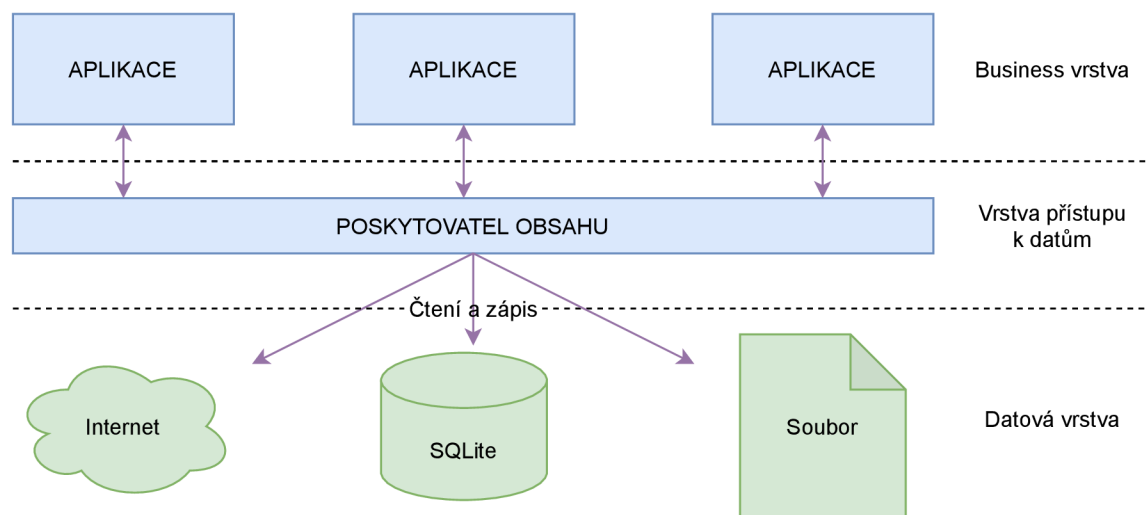 APLIKACE
APLIKACE
APLIKACE
Business vrstva
POSKYTOVATEL OBSAHU
Vrstva přístupu
k datům
Čtení a zápis
Internet
SQLite
Soubor
Datová vrstva